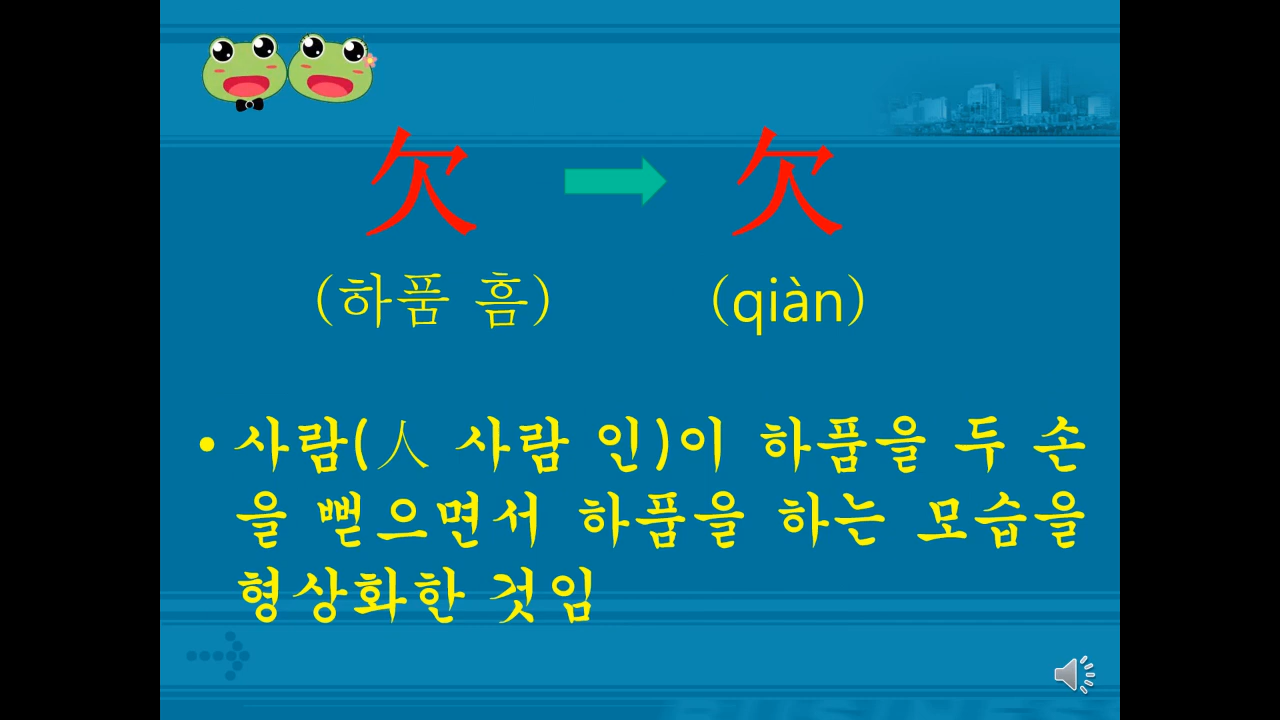 欠 欠
(하품 흠) (qiàn)
• 사람(人 사람 인)이 하품을 두 손
을 뻗으면서 하품을 하는 모습을
형상화한 것임